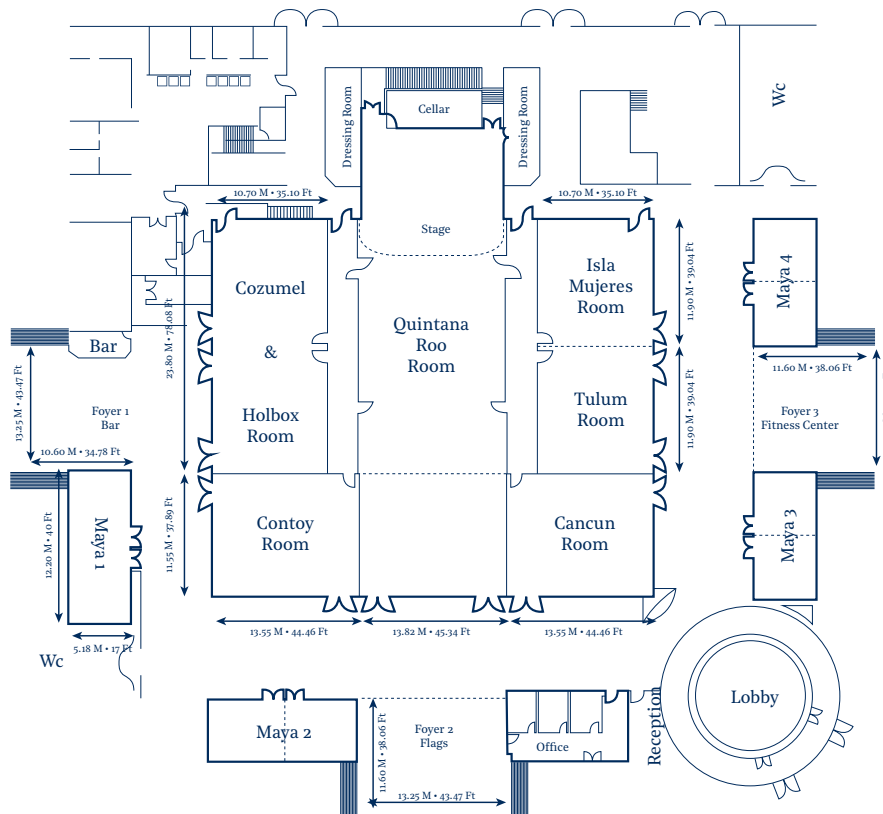 Wc
Cellar
Dressing Room
Dressing Room
10.70 M • 35.10 Ft
10.70 M • 35.10 Ft
Stage
Cozumel
&
Holbox
Room
Quintana
Roo
Room
Isla
Mujeres
Room
11.90 M • 39.04 Ft
Maya 4
23.80 M • 78.08 Ft
Bar
13.25 M • 43.47 Ft
Foyer 1
Bar
10.60 M • 34.78 Ft
Tulum
Room
11.90 M • 39.04 Ft
11.60 M • 38.06 Ft
Foyer 3
Fitness Center
12.20 M • 40 Ft
Maya 1
11.55 M • 37.89 Ft
Contoy
Room
Cancun
Room
Maya 3
13.55 M • 44.46 Ft
13.82 M • 45.34 Ft
13.55 M • 44.46 Ft
5.18 M • 17 Ft
Wc
Maya 2
11.60 M • 38.06 Ft
Foyer 2
Flags
Office
Reception
Lobby
13.25 M • 43.47 Ft